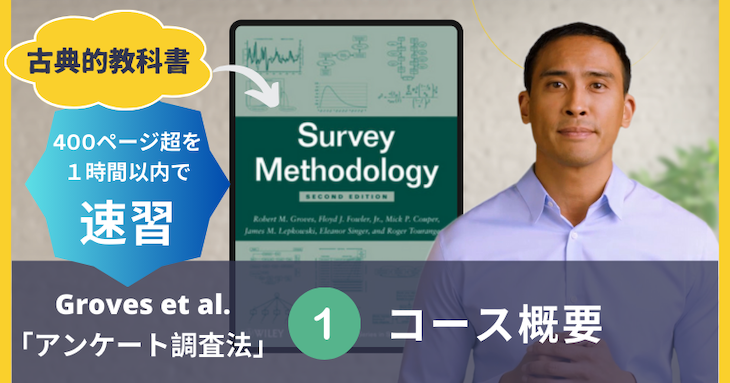 古典的教科書
400ページ超を
１時間以内で
速習
Survey
Methodology
SECOND EDITION
Robert M. Groves, Floyd J. Fowler, Jr., Mick P. Couper,
James M. Lepkowski, Eleanor Singer, and Roger Tourangeau
WILEY
Groves et al.
「アンケート調査法」
1
コース概要